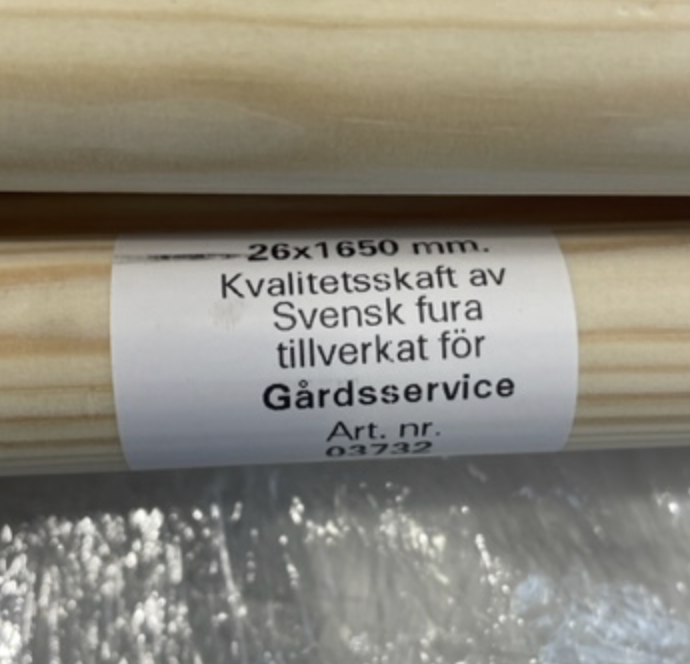 26x1650 mm.
Kvalitetsskaft av
Svensk fura
tillverkat för
Gårdsservice
Art. nr.
03732